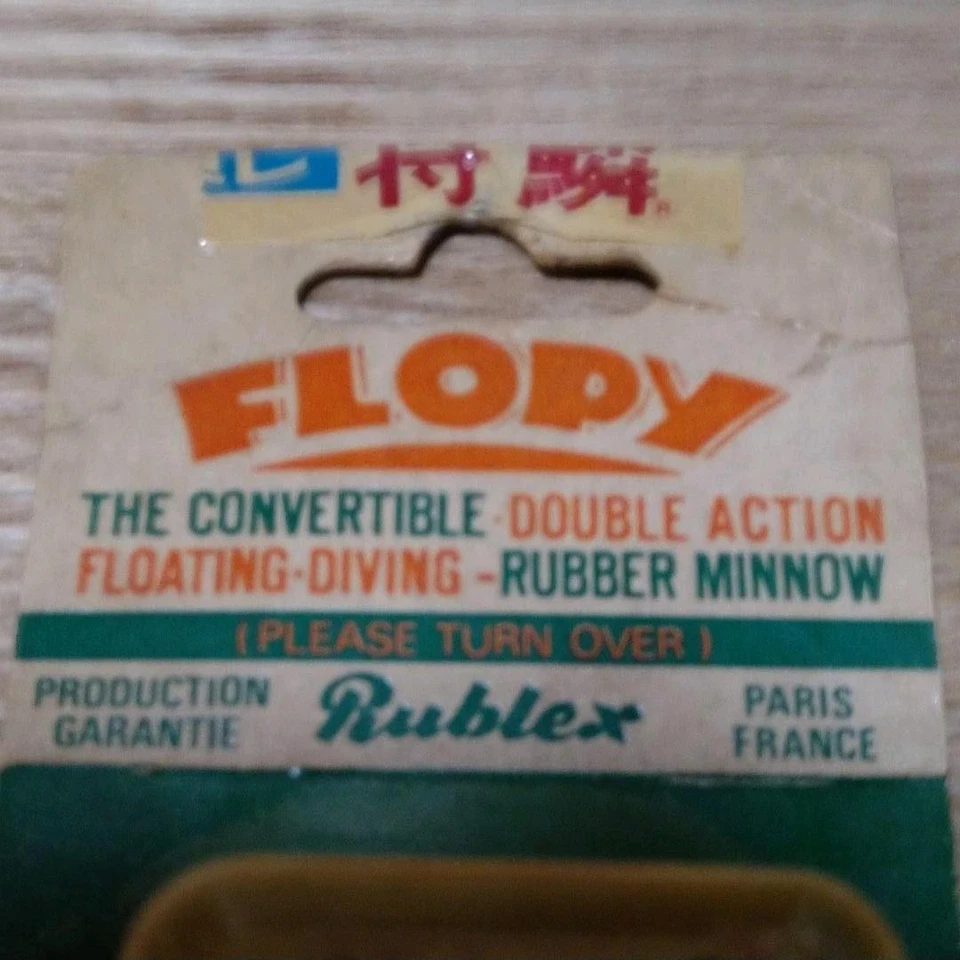 FLOPY
THE CONVERTIBLE·DOUBLE ACTION
FLOATING·DIVING-RUBBER MINNOW
(PLEASE TURN OVER)
PRODUCTION GARANTIE
Rublex
PARIS FRANCE